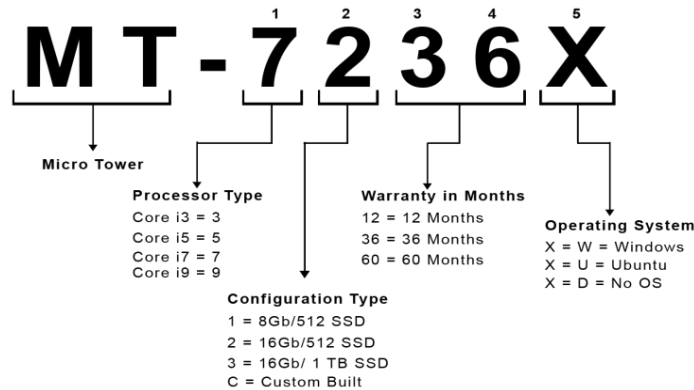 1 2 3 4 5
MT-7236X
Micro Tower
Processor Type
Core i3 = 3
Core i5 = 5
Core i7 = 7
Core i9 = 9
Configuration Type
1 = 8Gb/512 SSD
2 = 16Gb/512 SSD
3 = 16Gb/ 1 TB SSD
C = Custom Built
Warranty in Months
12 = 12 Months
36 = 36 Months
60 = 60 Months
Operating System
X = W = Windows
X = U = Ubuntu
X = D = No OS